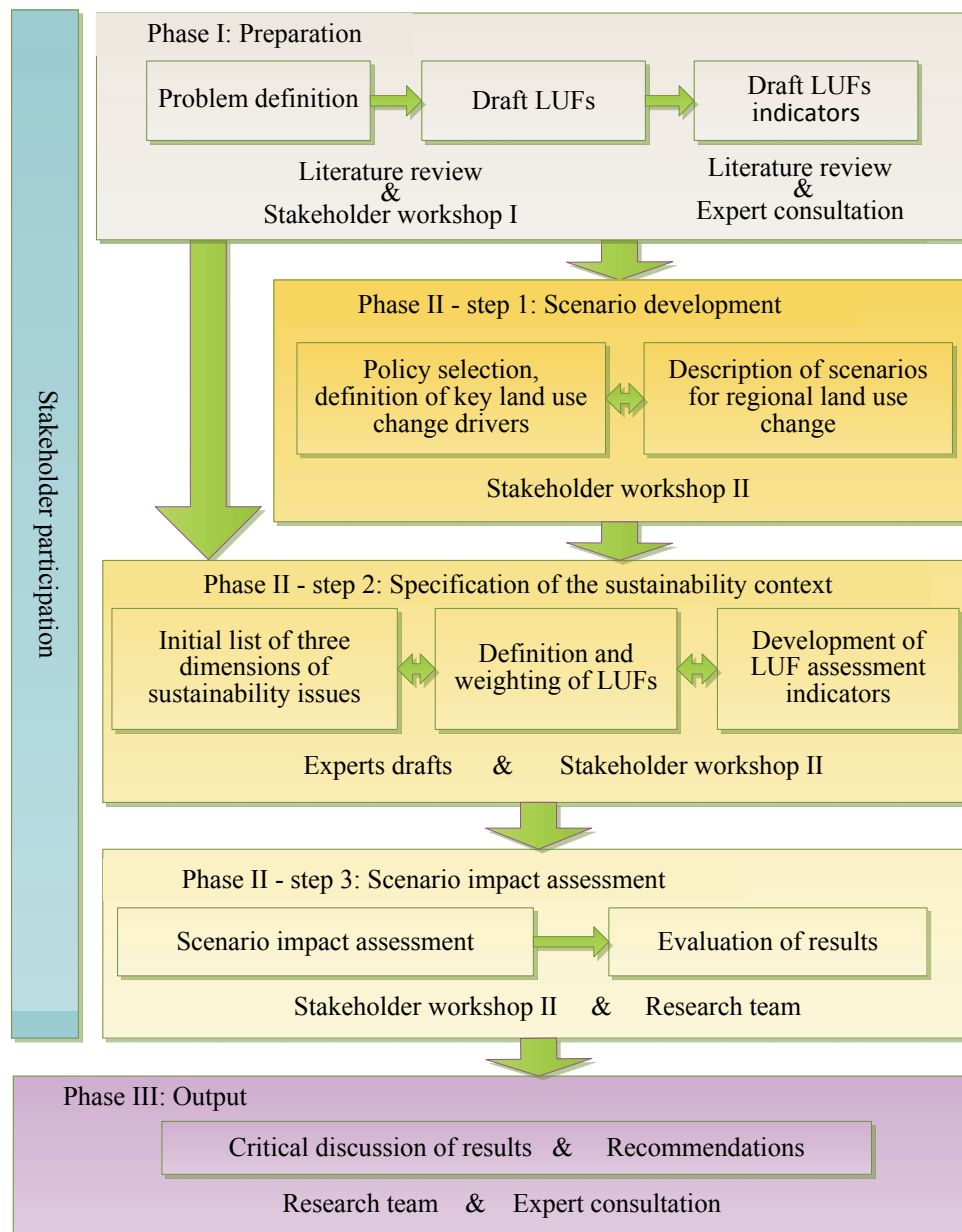 Stakeholder participation
Phase I: Preparation
Problem definition
Draft LUFs
Draft LUFs
indicators
Literature review
&
Stakeholder workshop I
Literature review
&
Expert consultation
Phase II - step 1: Scenario development
Policy selection,
definition of key land use
change drivers
Description of scenarios
for regional land use
change
Stakeholder workshop II
Phase II - step 2: Specification of the sustainability context
Initial list of three
dimensions of
sustainability issues
Definition and
weighting of LUFs
Development of
LUF assessment
indicators
Experts drafts & Stakeholder workshop II
Phase II - step 3: Scenario impact assessment
Scenario impact assessment
Evaluation of results
Stakeholder workshop II & Research team
Phase III: Output
Critical discussion of results & Recommendations
Research team & Expert consultation